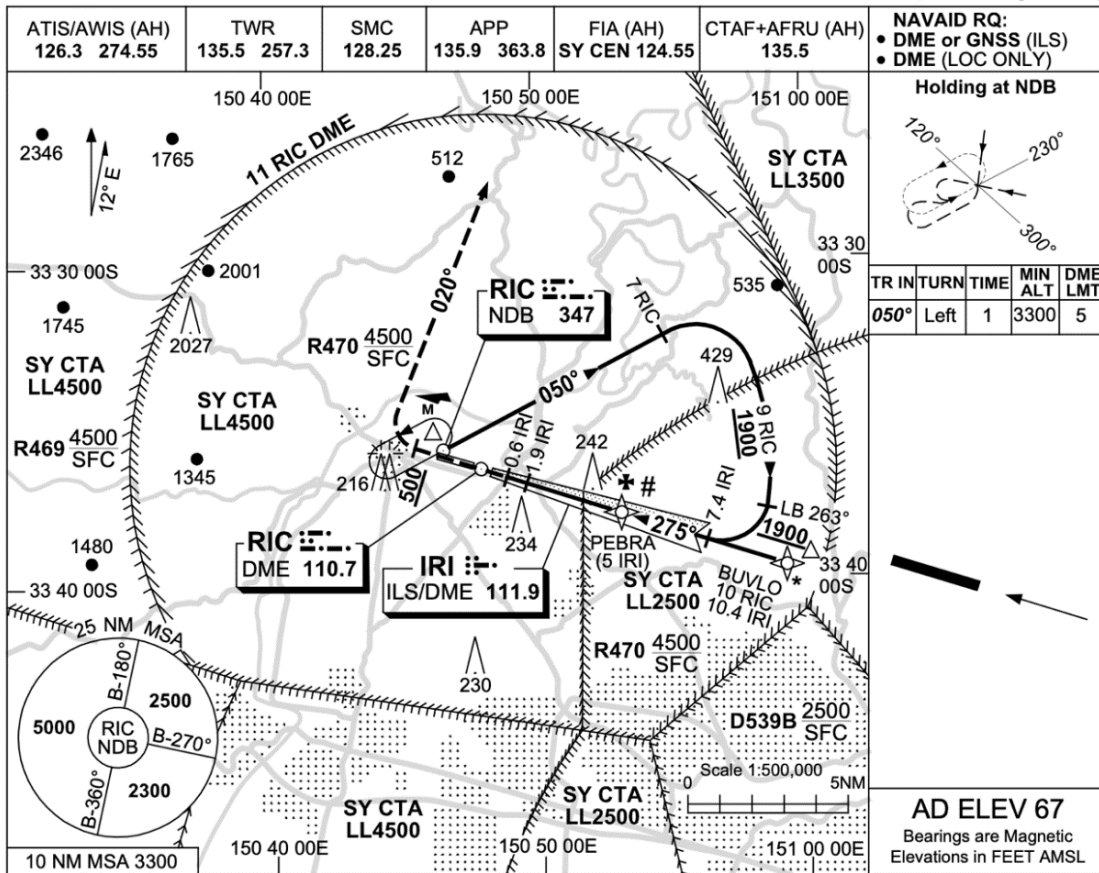 ATIS/AWIS (AH)
126.3 274.55
TWR
135.5 257.3
SMC
128.25
APP
135.9 363.8
FIA (AH)
SY CEN 124.55
CTAF+AFRU (AH)
135.5
NAVAID RQ:
• DME or GNSS (ILS)
• DME (LOC ONLY)
150 40 00E
150 50 00E
151 00 00E
Holding at NDB
120°
230°
300°
TR IN TURN TIME MIN ALT DME LMT
050° Left 1 3300 5
2346
1765
12° E
11 RIC DME
512
SY CTA
LL3500
33 30 00S
33 30
00S
2001
535
1745
2027
020°
RIC
NDB 347
7 RIC
R470 4500
SFC
SY CTA
LL4500
SY CTA
LL4500
050°
429
9 RIC
1900
R469 4500
SFC
M
0.6 IRI
1.9 IRI
242
#
1345
216
500
7.4 IRI
LB 263°
1900
275°
234
PEBRA
(5 IRI)
RIC
DME 110.7
IRI
ILS/DME 111.9
1480
BUVLO
10 RIC
10.4 IRI
*
33 40
00S
33 40 00S
SY CTA
LL2500
25 NM MSA
R470 4500
SFC
230
B-180°
5000
2500
RIC
NDB
B-270°
2300
B-360°
D539B 2500
SFC
Scale 1:500,000
0 5NM
SY CTA
LL4500
SY CTA
LL2500
10 NM MSA 3300
150 40 00E
150 50 00E
151 00 00E
AD ELEV 67
Bearings are Magnetic
Elevations in FEET AMSL